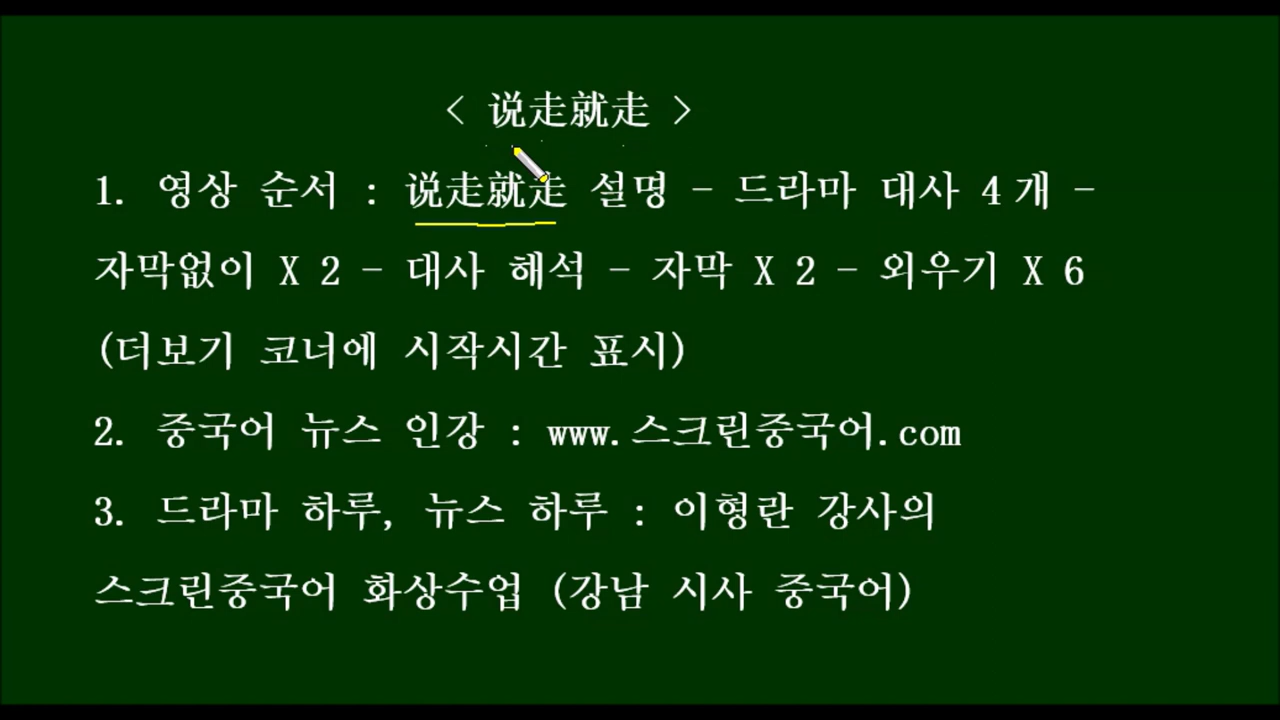 < 说走就走 >
1. 영상 순서 : 说走就走 설명 - 드라마 대사 4개 -
자막없이 X 2 - 대사 해석 - 자막 X 2 - 외우기 X 6
(더보기 코너에 시작시간 표시)
2. 중국어 뉴스 인강 : www.스크린중국어.com
3. 드라마 하루, 뉴스 하루 : 이형란 강사의
스크린중국어 화상수업 (강남 시사 중국어)